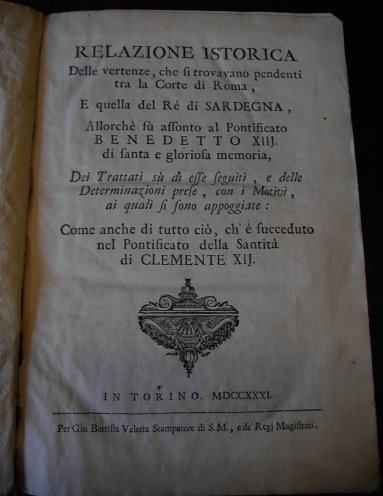 RELAZIONE ISTORICA
Delle vertenze, che si trovavano pendenti
tra la Corte di Roma,
E quella del Rè di SARDEGNA,
Allorchè fù assonto al Pontificato
BENEDETTO XIIJ.
di santa e gloriosa memoria,
Dei Trattati sù di esse seguiti, e delle
Determinazioni prese, con i Motivi,
ai quali si sono appoggiate:
Come anche di tutto ciò, ch' è succeduto
nel Pontificato della Santità
di CLEMENTE XIJ.
IN TORINO. MDCCXXXI.
Per Gio. Battista Valetta Stampatore di S. M., e de' Regj Magistrati.